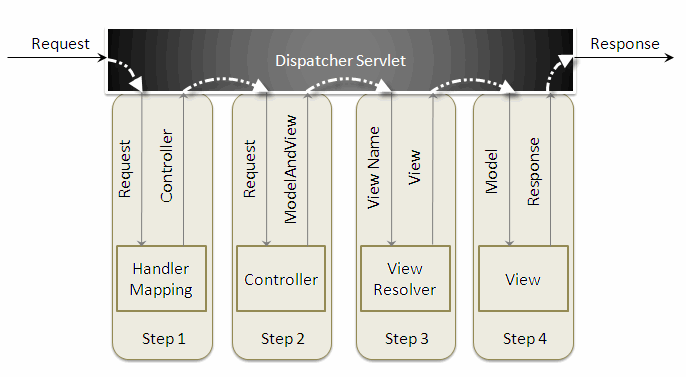 Request
Dispatcher Servlet
Response
Request
Controller
Request
ModelAndView
View Name
View
Model
Response
Handler
Mapping
Controller
View
Resolver
View
Step 1
Step 2
Step 3
Step 4